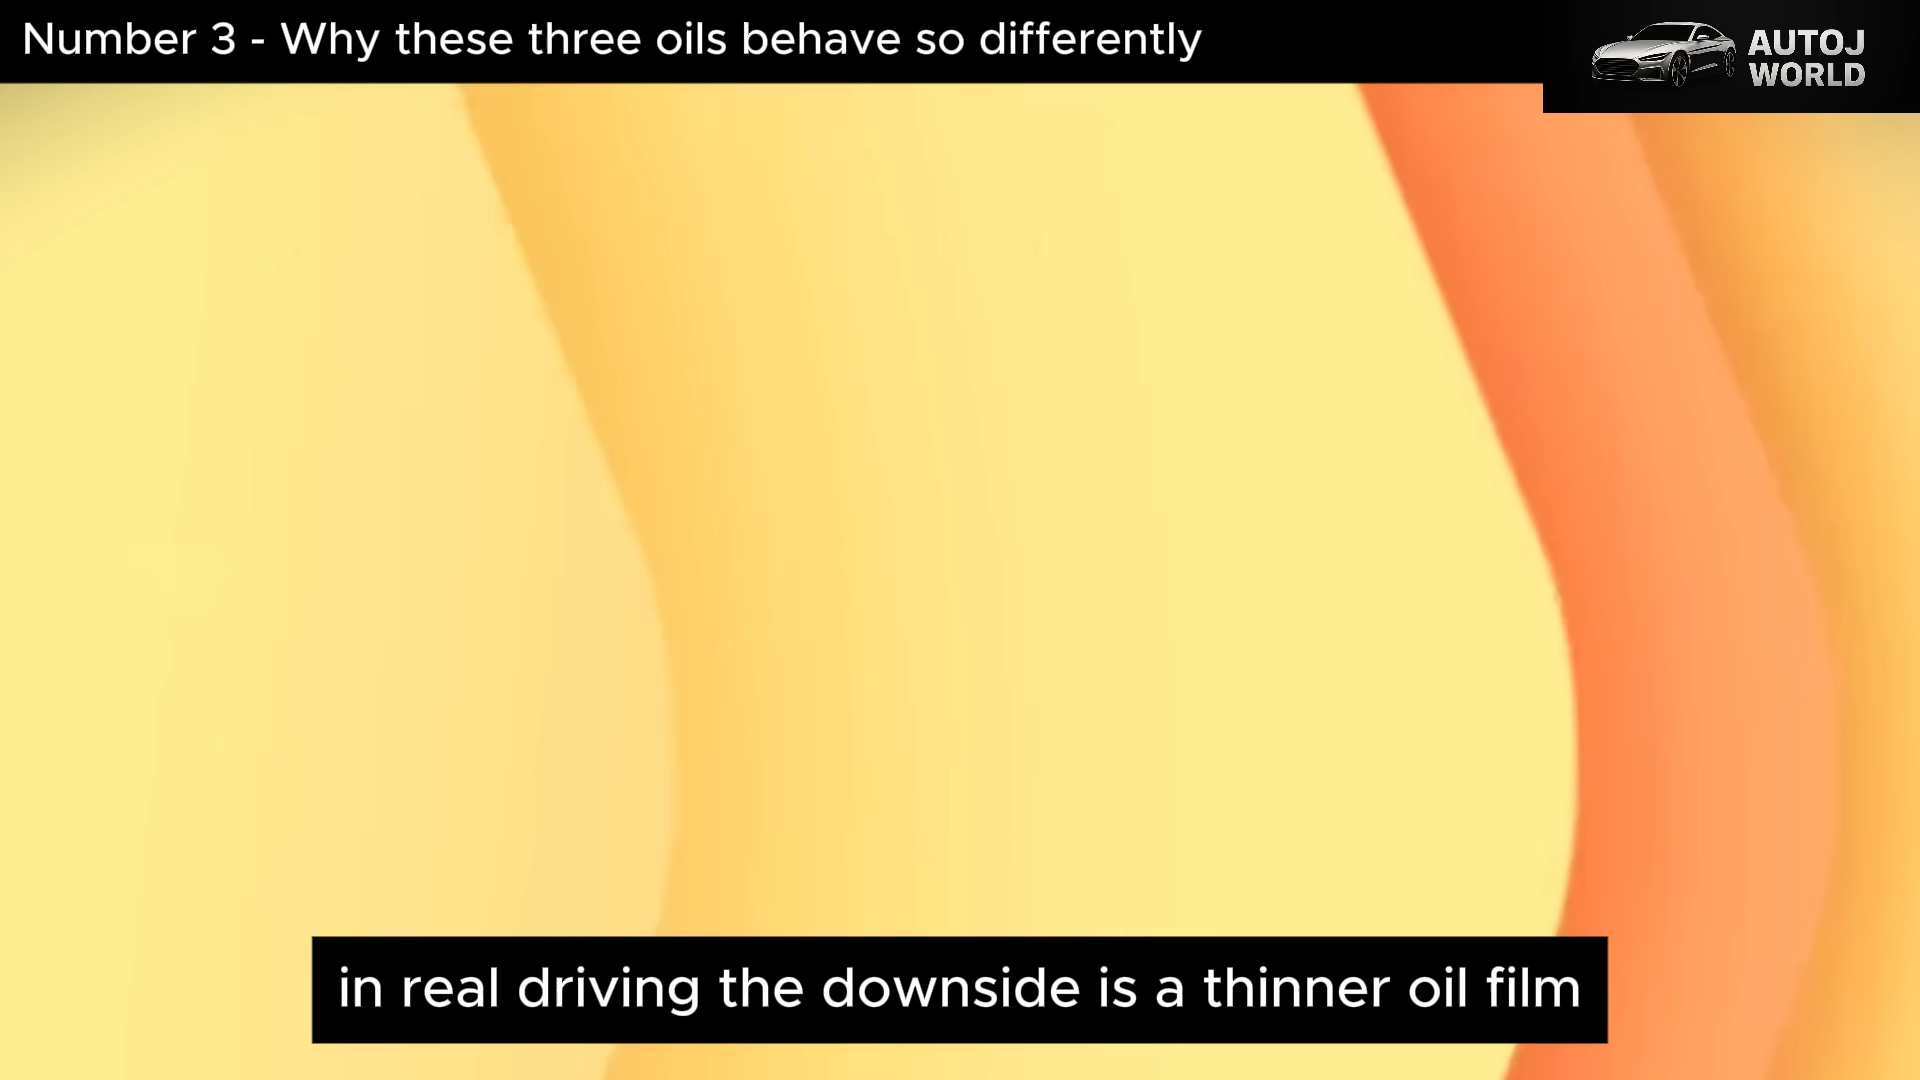 Number 3 - Why these three oils behave so differently
AUTOJ
WORLD
in real driving the downside is a thinner oil film